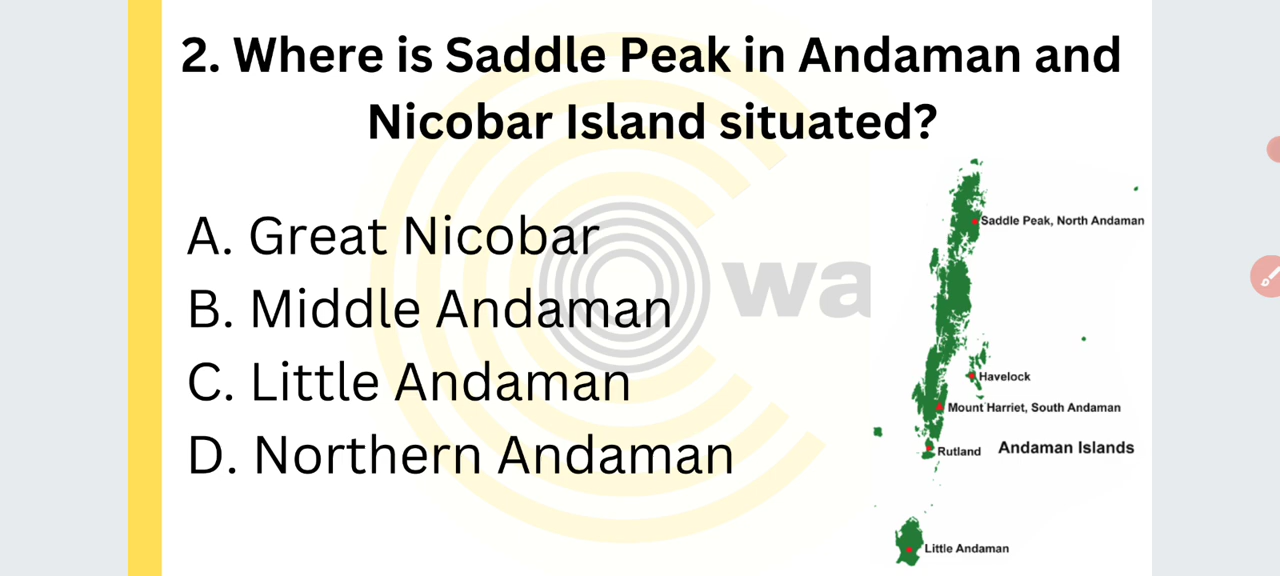 2. Where is Saddle Peak in Andaman and
Nicobar Island situated?
A. Great Nicobar
B. Middle Andaman
C. Little Andaman
D. Northern Andaman
wa
Saddle Peak, North Andaman
Havelock
Mount Harriet, South Andaman
Rutland
Andaman Islands
Little Andaman